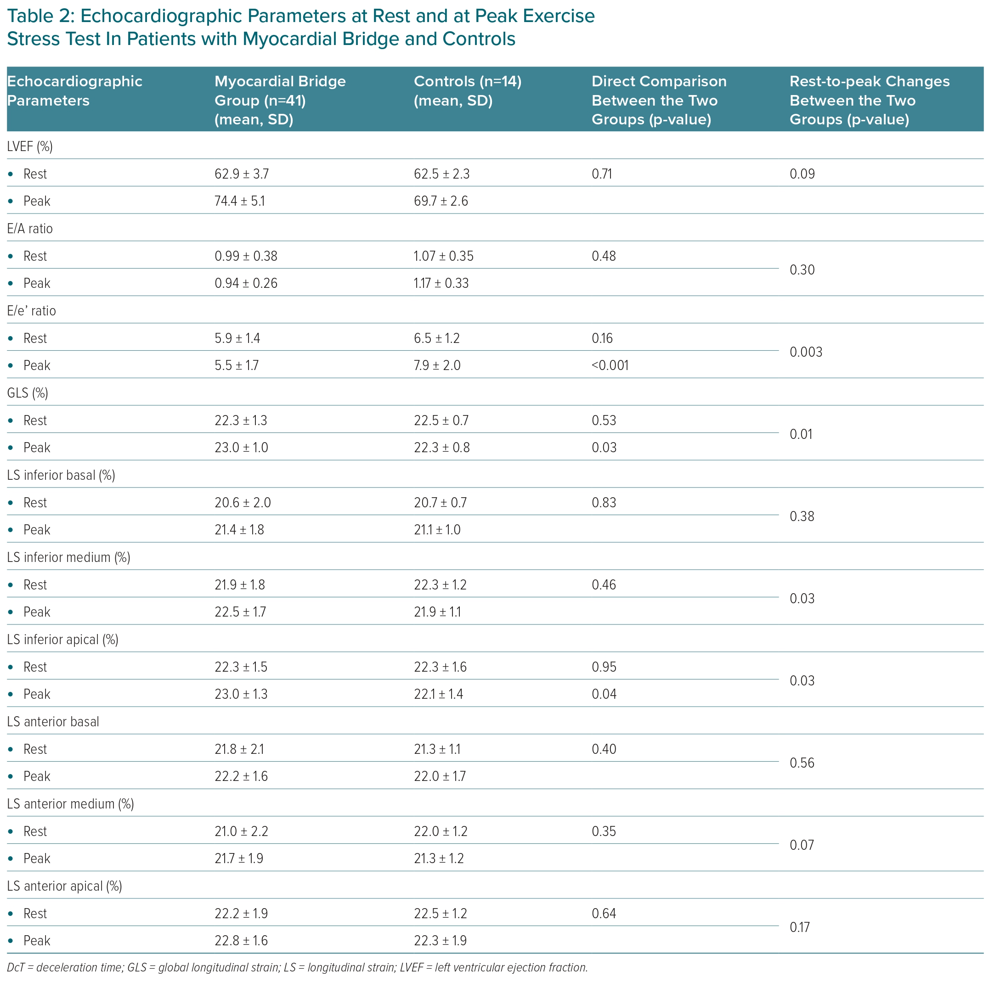 Table 2: Echocardiographic Parameters at Rest and at Peak Exercise
Stress Test In Patients with Myocardial Bridge and Controls
Echocardiographic Parameters | Myocardial Bridge Group (n=41) (mean, SD) | Controls (n=14) (mean, SD) | Direct Comparison Between the Two Groups (p-value) | Rest-to-peak Changes Between the Two Groups (p-value)
LVEF (%)
• Rest 62.9 ± 3.7 62.5 ± 2.3 0.71 0.09
• Peak 74.4 ± 5.1 69.7 ± 2.6
E/A ratio
• Rest 0.99 ± 0.38 1.07 ± 0.35 0.48
0.30
• Peak 0.94 ± 0.26 1.17 ± 0.33
E/e’ ratio
• Rest 5.9 ± 1.4 6.5 ± 1.2 0.16
0.003
• Peak 5.5 ± 1.7 7.9 ± 2.0 <0.001
GLS (%)
• Rest 22.3 ± 1.3 22.5 ± 0.7 0.53
0.01
• Peak 23.0 ± 1.0 22.3 ± 0.8 0.03
LS inferior basal (%)
• Rest 20.6 ± 2.0 20.7 ± 0.7 0.83
0.38
• Peak 21.4 ± 1.8 21.1 ± 1.0
LS inferior medium (%)
• Rest 21.9 ± 1.8 22.3 ± 1.2 0.46
0.03
• Peak 22.5 ± 1.7 21.9 ± 1.1
LS inferior apical (%)
• Rest 22.3 ± 1.5 22.3 ± 1.6 0.95
0.03
• Peak 23.0 ± 1.3 22.1 ± 1.4 0.04
LS anterior basal
• Rest 21.8 ± 2.1 21.3 ± 1.1 0.40
0.56
• Peak 22.2 ± 1.6 22.0 ± 1.7
LS anterior medium (%)
• Rest 21.0 ± 2.2 22.0 ± 1.2 0.35
0.07
• Peak 21.7 ± 1.9 21.3 ± 1.2
LS anterior apical (%)
• Rest 22.2 ± 1.9 22.5 ± 1.2 0.64
0.17
• Peak 22.8 ± 1.6 22.3 ± 1.9
DcT = deceleration time; GLS = global longitudinal strain; LS = longitudinal strain; LVEF = left ventricular ejection fraction.